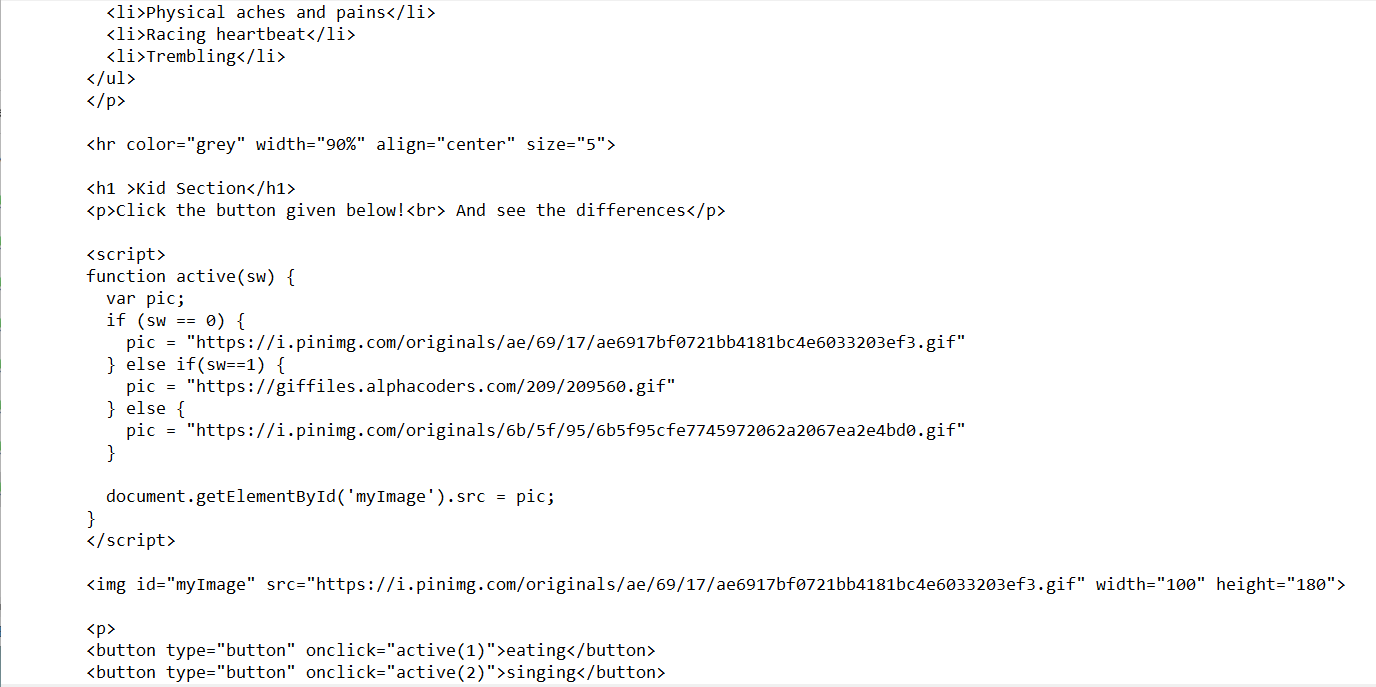 <li>Physical aches and pains</li>
<li>Racing heartbeat</li>
<li>Trembling</li>
</ul>
</p>
<hr color="grey" width="90%" align="center" size="5">
<h1 >Kid Section</h1>
<p>Click the button given below!<br> And see the differences</p>
<script>
function active(sw) {
var pic;
if (sw == 0) {
pic = "https://i.pinimg.com/originals/ae/69/17/ae6917bf0721bb4181bc4e6033203ef3.gif"
} else if(sw==1) {
pic = "https://giffiles.alphacoders.com/209/209560.gif"
} else {
pic = "https://i.pinimg.com/originals/6b/5f/95/6b5f95cfe7745972062a2067ea2e4bd0.gif"
}
document.getElementById('myImage').src = pic;
}
</script>
<img id="myImage" src="https://i.pinimg.com/originals/ae/69/17/ae6917bf0721bb4181bc4e6033203ef3.gif" width="100" height="180">
<p>
<button type="button" onclick="active(1)">eating</button>
<button type="button" onclick="active(2)">singing</button>